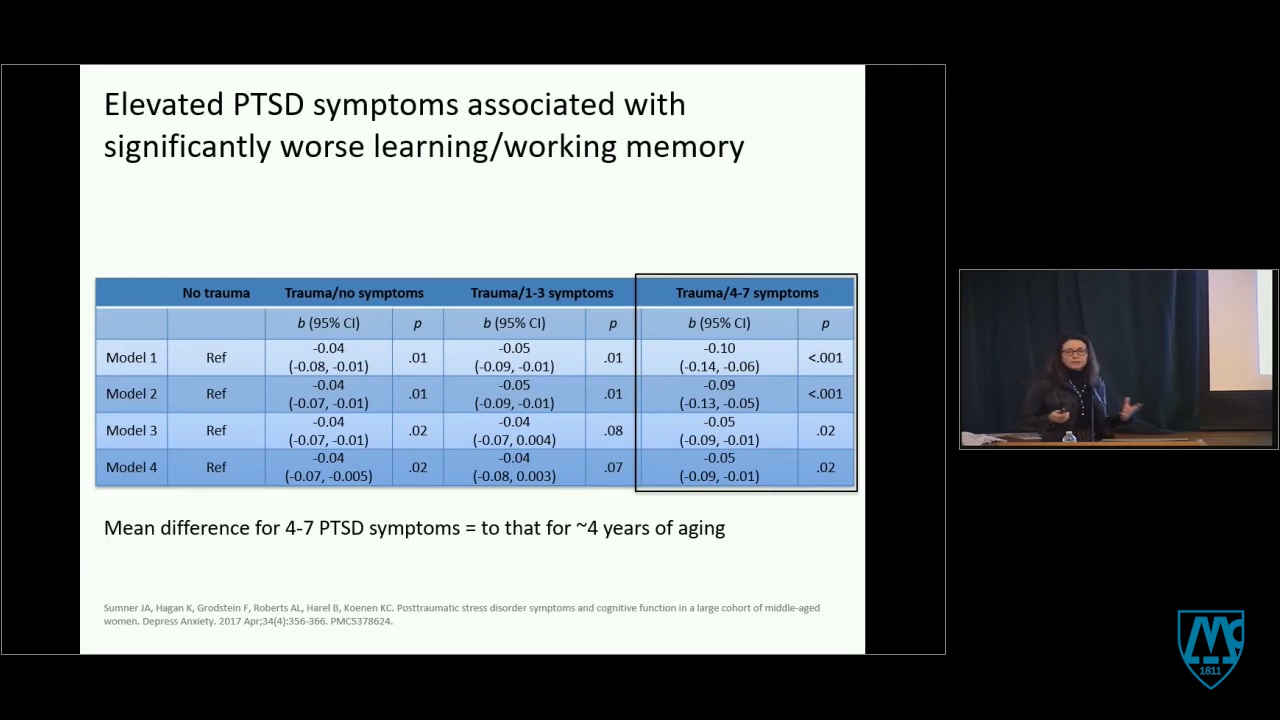 Elevated PTSD symptoms associated with
significantly worse learning/working memory
No trauma Trauma/no symptoms Trauma/1-3 symptoms Trauma/4-7 symptoms
b (95% CI) p b (95% CI) p b (95% CI) p
Model 1 Ref -0.04 (-0.08, -0.01) .01 -0.05 (-0.09, -0.01) .01 -0.10 (-0.14, -0.06) <.001
Model 2 Ref -0.04 (-0.07, -0.01) .01 -0.05 (-0.09, -0.01) .01 -0.09 (-0.13, -0.05) <.001
Model 3 Ref -0.04 (-0.07, -0.01) .02 -0.04 (-0.07, 0.004) .08 -0.05 (-0.09, -0.01) .02
Model 4 Ref -0.04 (-0.07, -0.005) .02 -0.04 (-0.08, 0.003) .07 -0.05 (-0.09, -0.01) .02
Mean difference for 4-7 PTSD symptoms = to that for ~4 years of aging
Sumner JA, Hagan K, Grodstein F, Roberts AL, Harel B, Koenen KC. Posttraumatic stress disorder symptoms and cognitive function in a large cohort of middle-aged
women. Depress Anxiety. 2017 Apr;34(4):356-366. PMC5378624.
1811